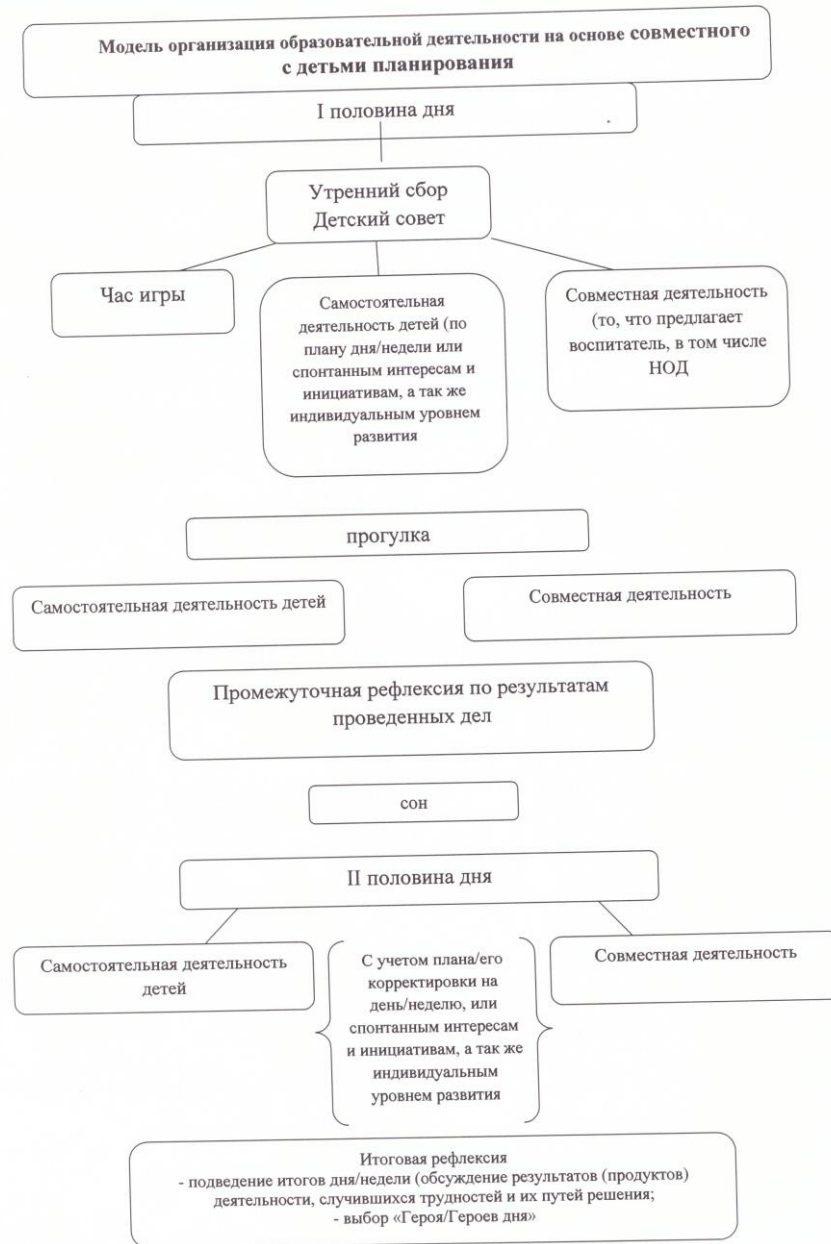 Модель организация образовательной деятельности на основе совместного
с детьми планирования
I половина дня
Утренний сбор
Детский совет
Час игры
Самостоятельная
деятельность детей (по
плану дня/недели или
спонтанным интересам и
инициативам, а так же
индивидуальным уровнем
развития
Совместная деятельность
(то, что предлагает
воспитатель, в том числе
НОД
прогулка
Самостоятельная деятельность детей
Совместная деятельность
Промежуточная рефлексия по результатам
проведенных дел
сон
II половина дня
Самостоятельная деятельность
детей
С учетом плана/его
корректировки на
день/неделю, или
спонтанным интересам
и инициативам, а так же
индивидуальным
уровнем развития
Совместная деятельность
Итоговая рефлексия
- подведение итогов дня/недели (обсуждение результатов (продуктов)
деятельности, случившихся трудностей и их путей решения;
- выбор «Героя/Героев дня»